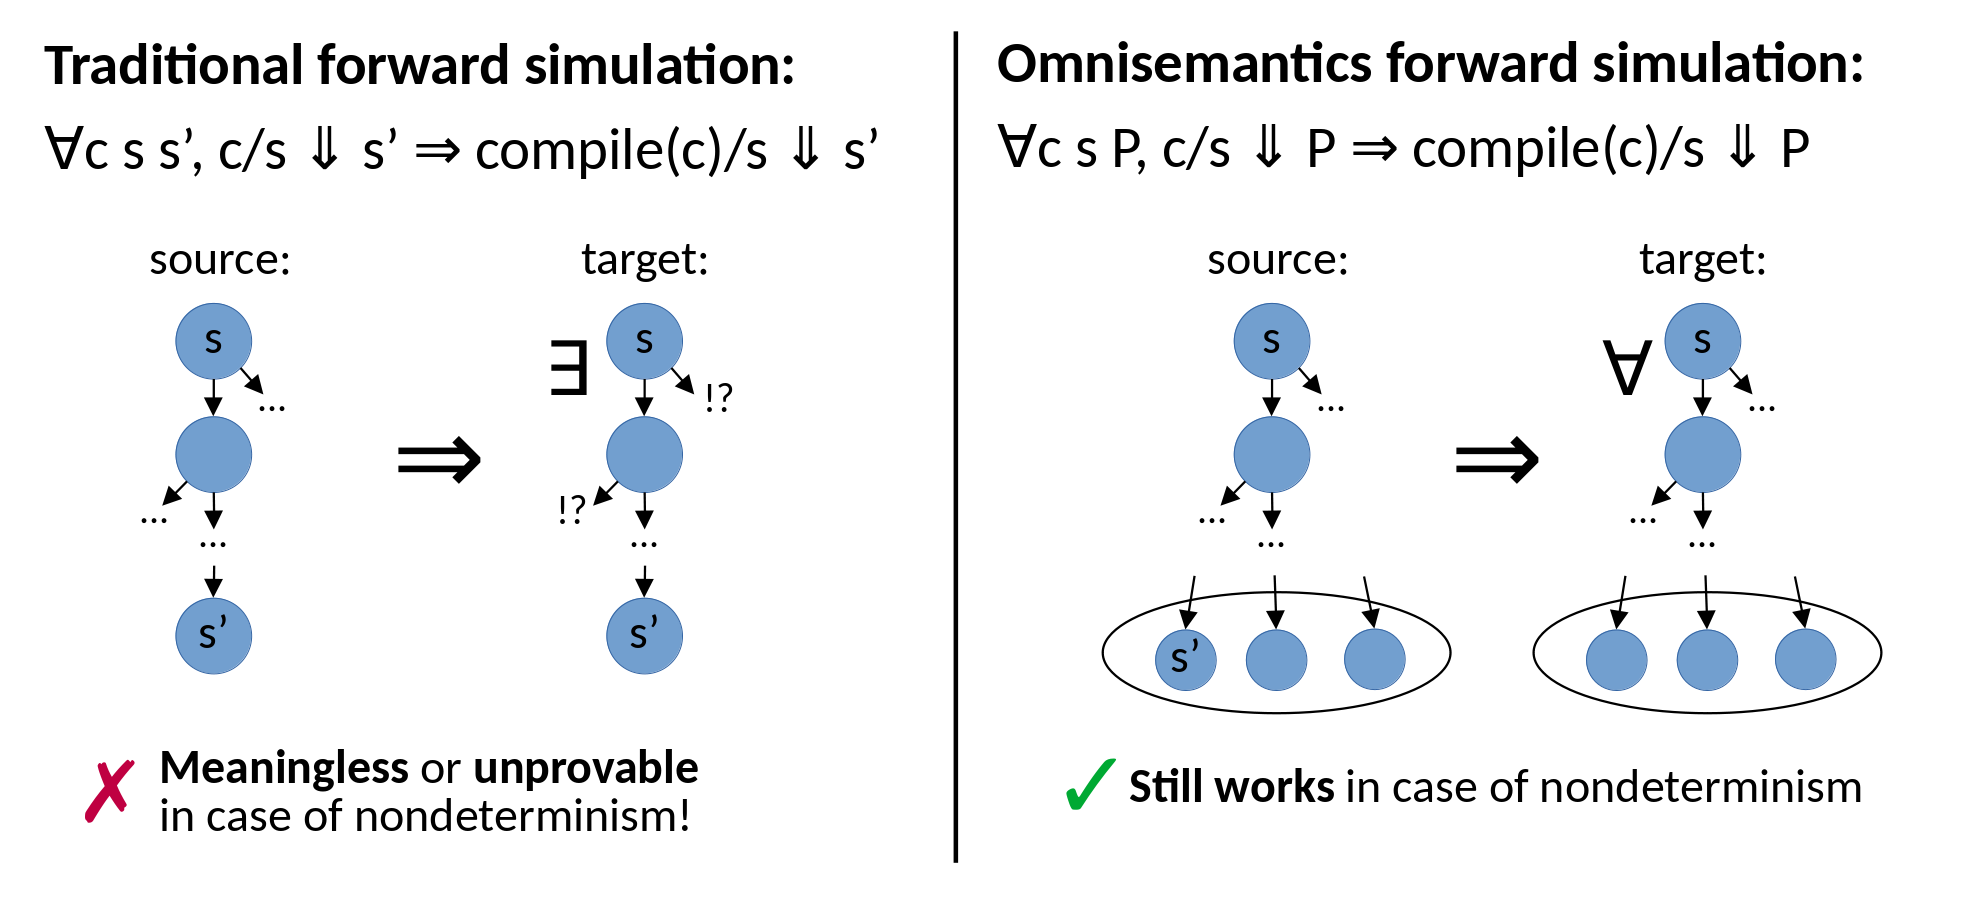 Traditional forward simulation:
∀c s s’, c/s ⇓ s’ ⇒ compile(c)/s ⇓ s’
source:
target:
s
∃
s
...
!?
⇒
...
!?
...
...
s’
s’
✗ Meaningless or unprovable
in case of nondeterminism!
Omnisemantics forward simulation:
∀c s P, c/s ⇓ P ⇒ compile(c)/s ⇓ P
source:
target:
s
∀
s
...
...
⇒
...
...
...
...
s’
✓ Still works in case of nondeterminism